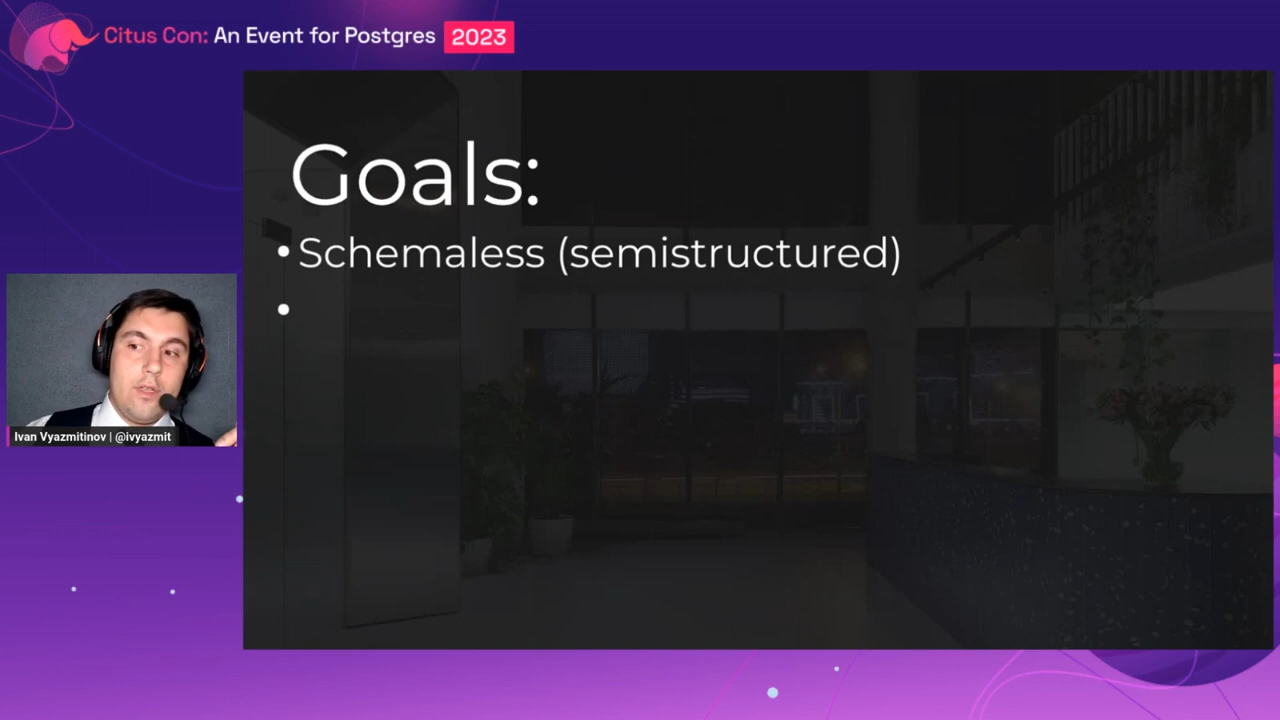 Citus Con: An Event for Postgres 2023
Goals:
• Schemaless (semistructured)
•
Ivan Vyazmitinov | @ivyazmit